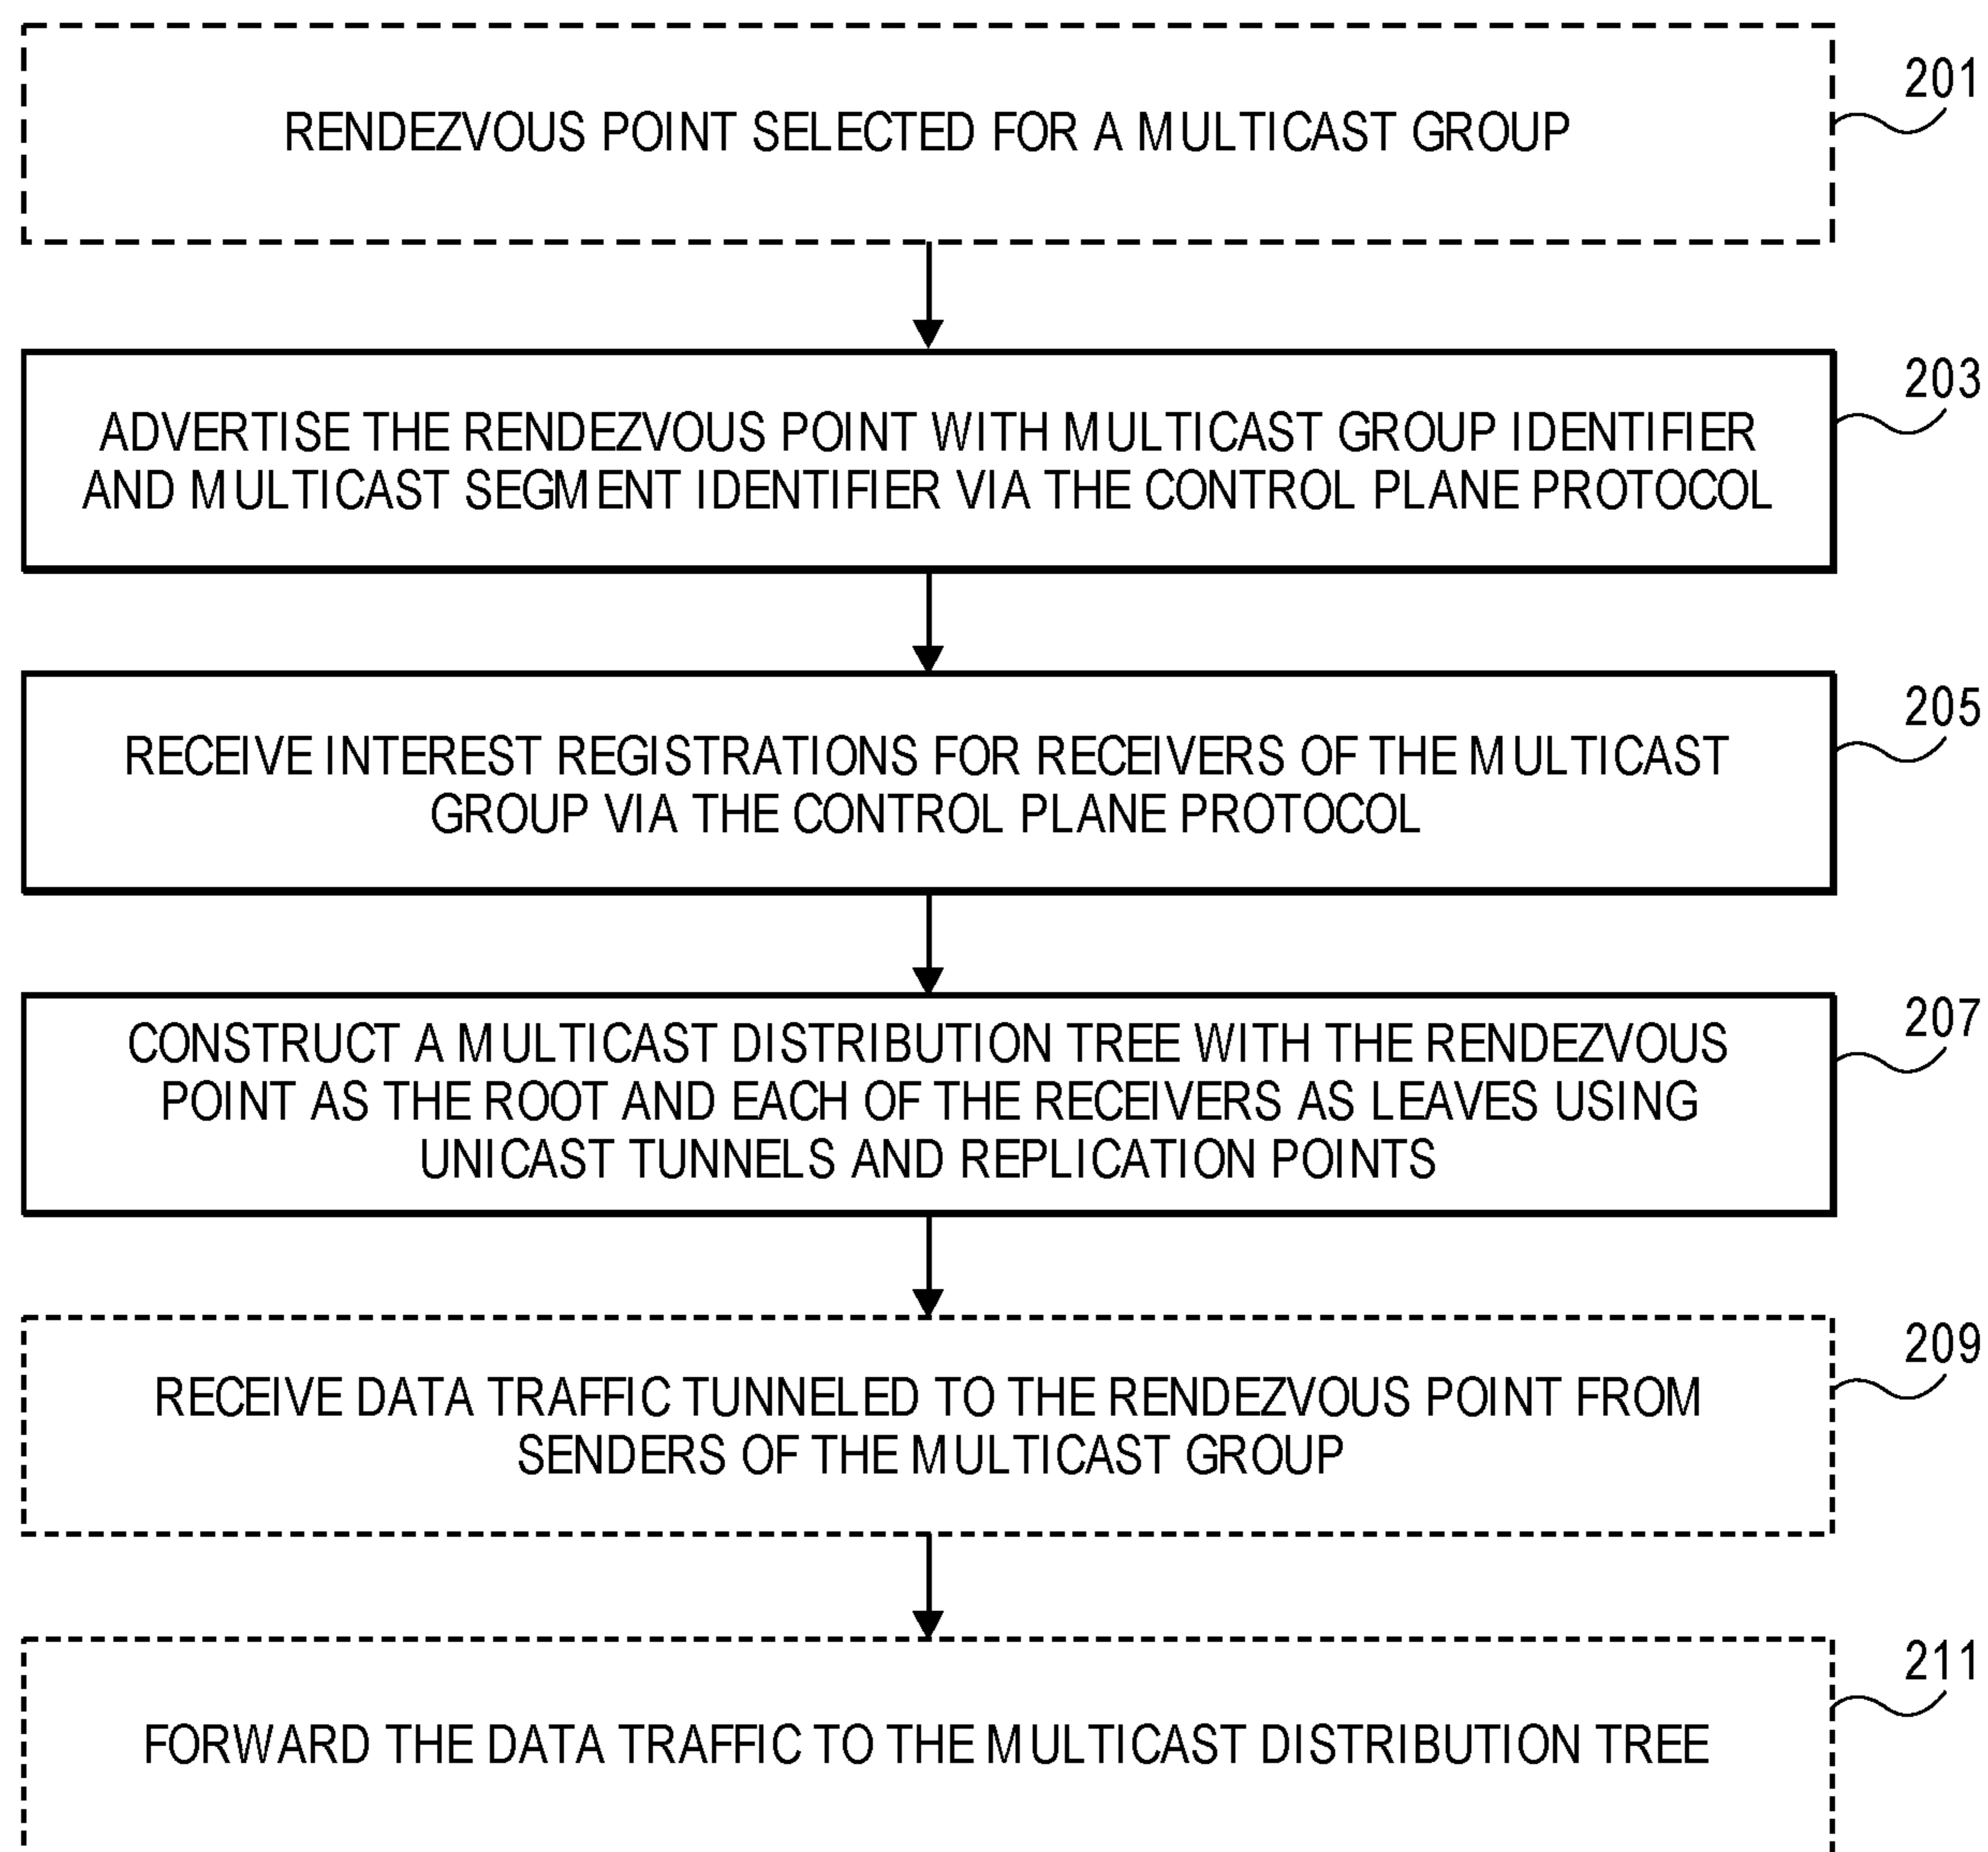 201
RENDEZVOUS POINT SELECTED FOR A MULTICAST GROUP
203
ADVERTISE THE RENDEZVOUS POINT WITH MULTICAST GROUP IDENTIFIER
AND MULTICAST SEGMENT IDENTIFIER VIA THE CONTROL PLANE PROTOCOL
205
RECEIVE INTEREST REGISTRATIONS FOR RECEIVERS OF THE MULTICAST
GROUP VIA THE CONTROL PLANE PROTOCOL
207
CONSTRUCT A MULTICAST DISTRIBUTION TREE WITH THE RENDEZVOUS
POINT AS THE ROOT AND EACH OF THE RECEIVERS AS LEAVES USING
UNICAST TUNNELS AND REPLICATION POINTS
209
RECEIVE DATA TRAFFIC TUNNELED TO THE RENDEZVOUS POINT FROM
SENDERS OF THE MULTICAST GROUP
211
FORWARD THE DATA TRAFFIC TO THE MULTICAST DISTRIBUTION TREE